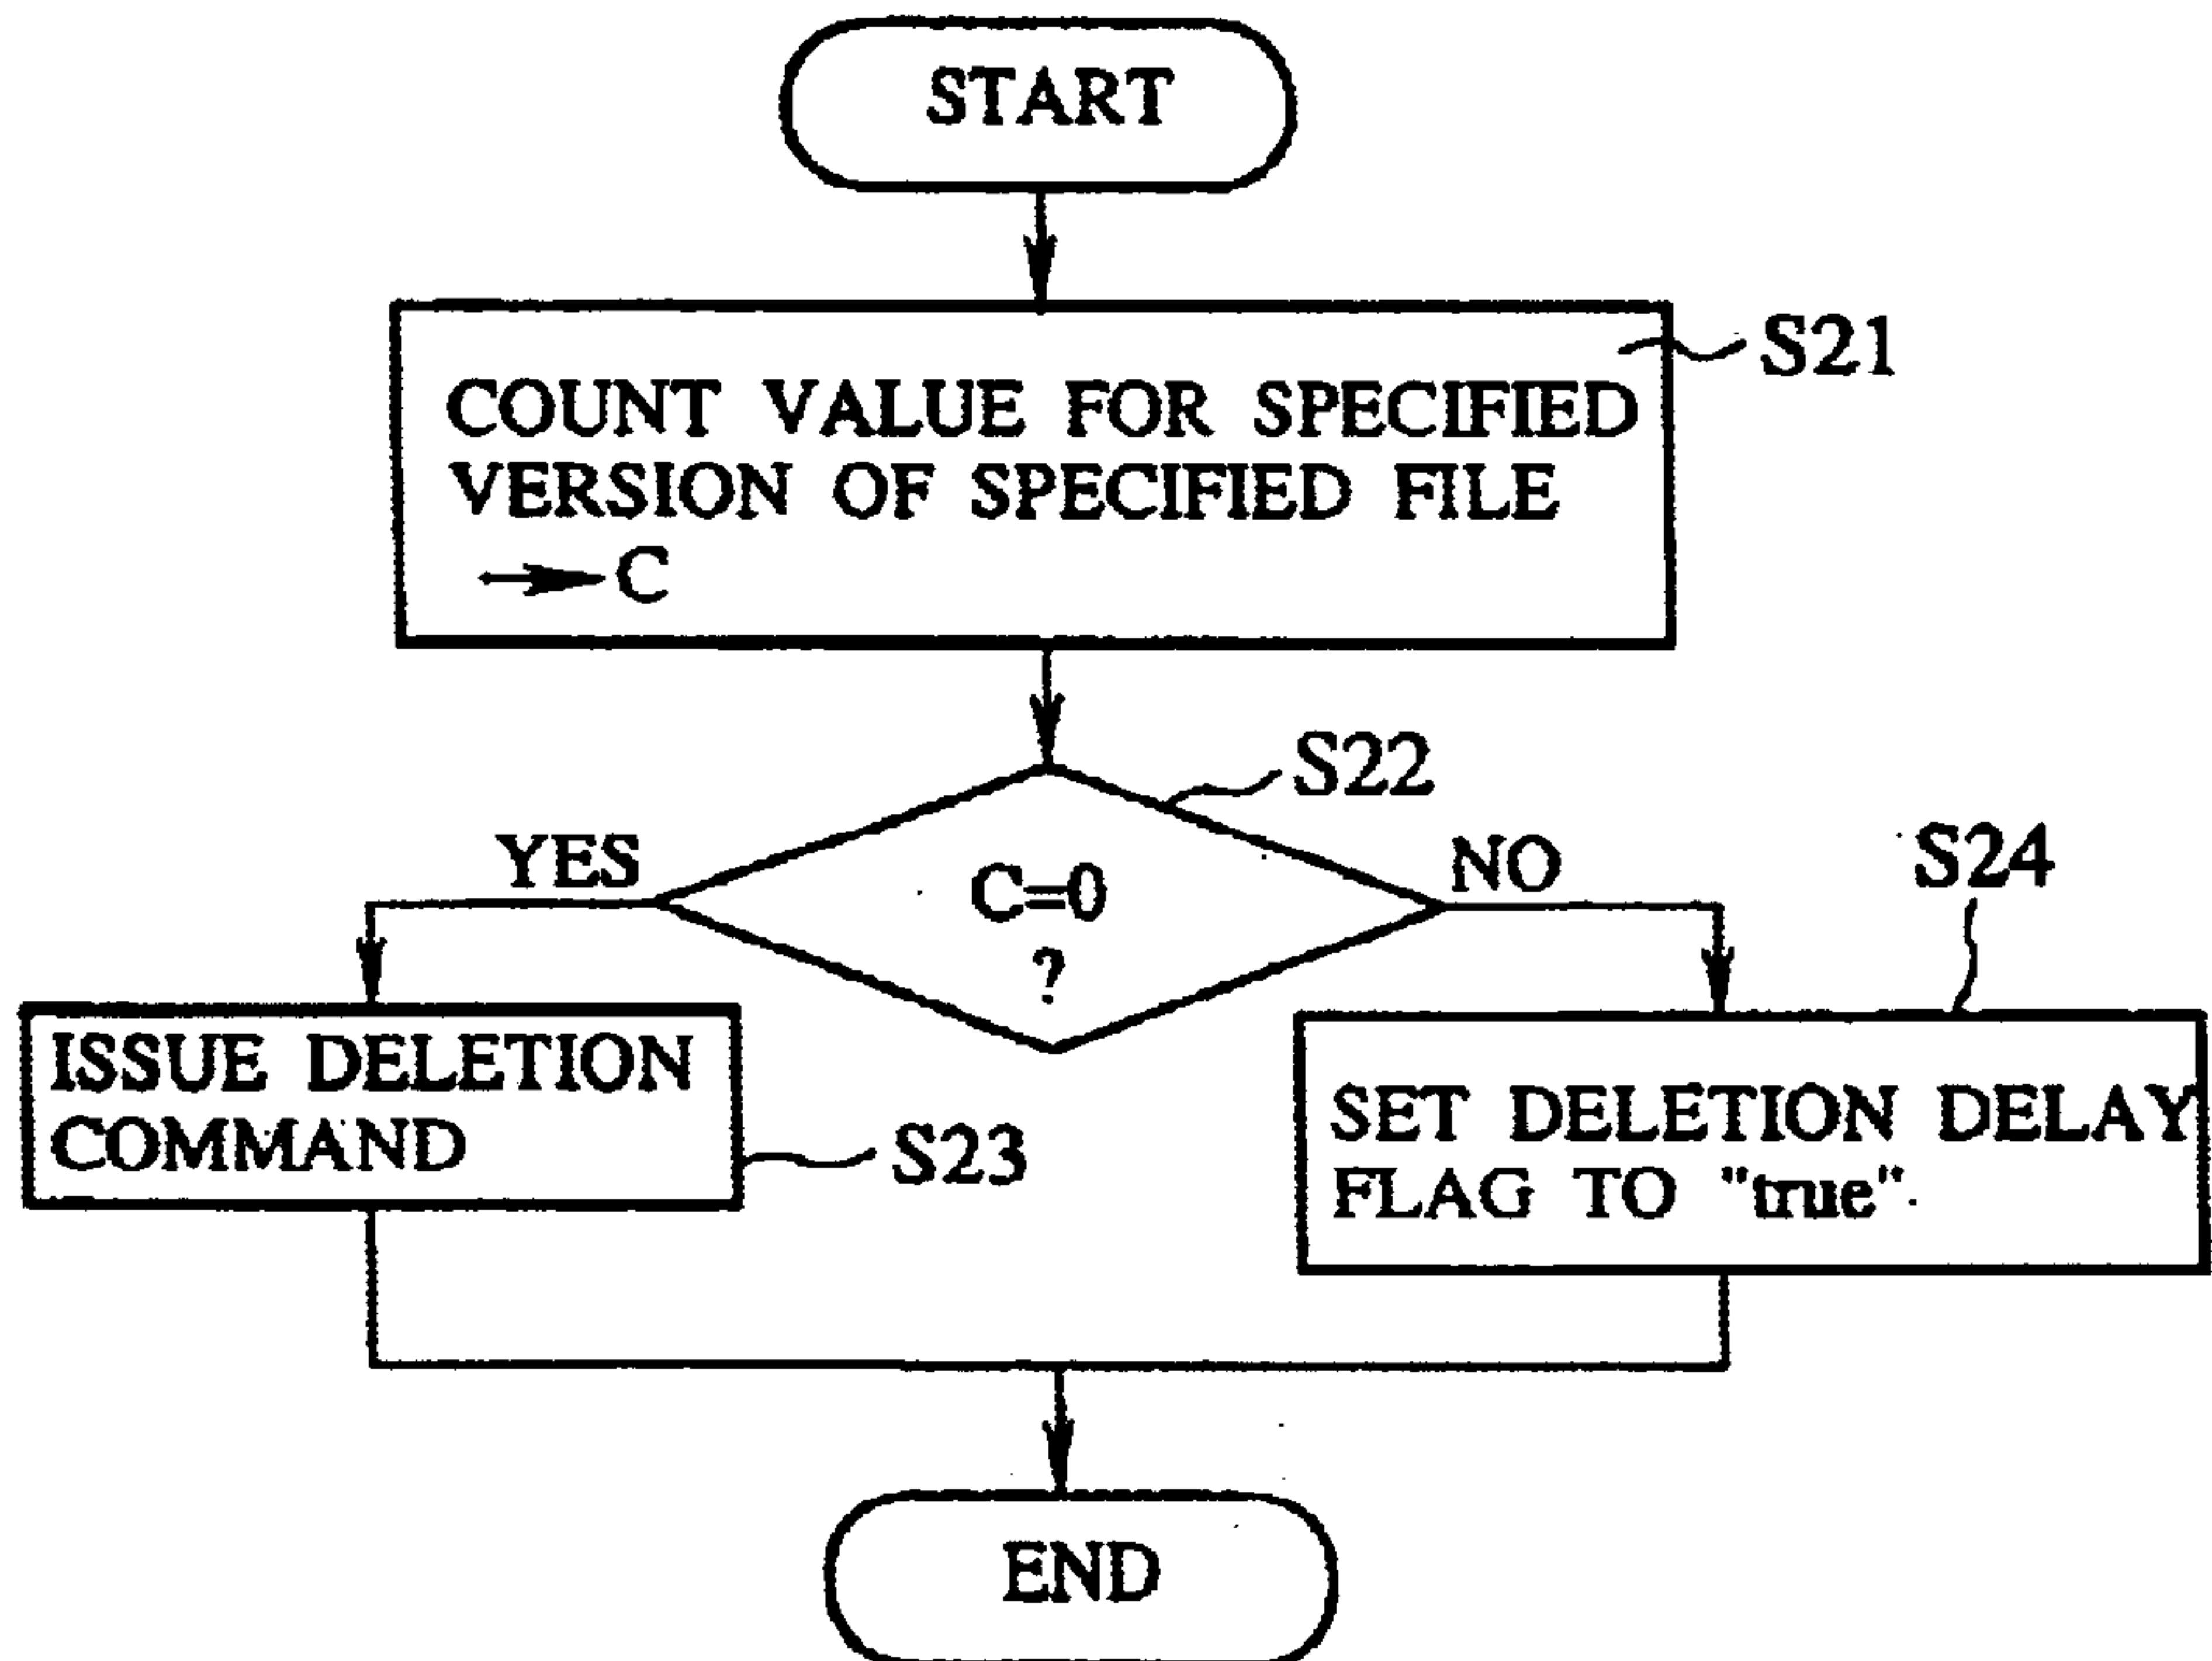 START
S21
COUNT VALUE FOR SPECIFIED
VERSION OF SPECIFIED FILE
→ C
S22
YES
C=0
?
NO
S24
ISSUE DELETION
COMMAND
S23
SET DELETION DELAY
FLAG TO "true"
END